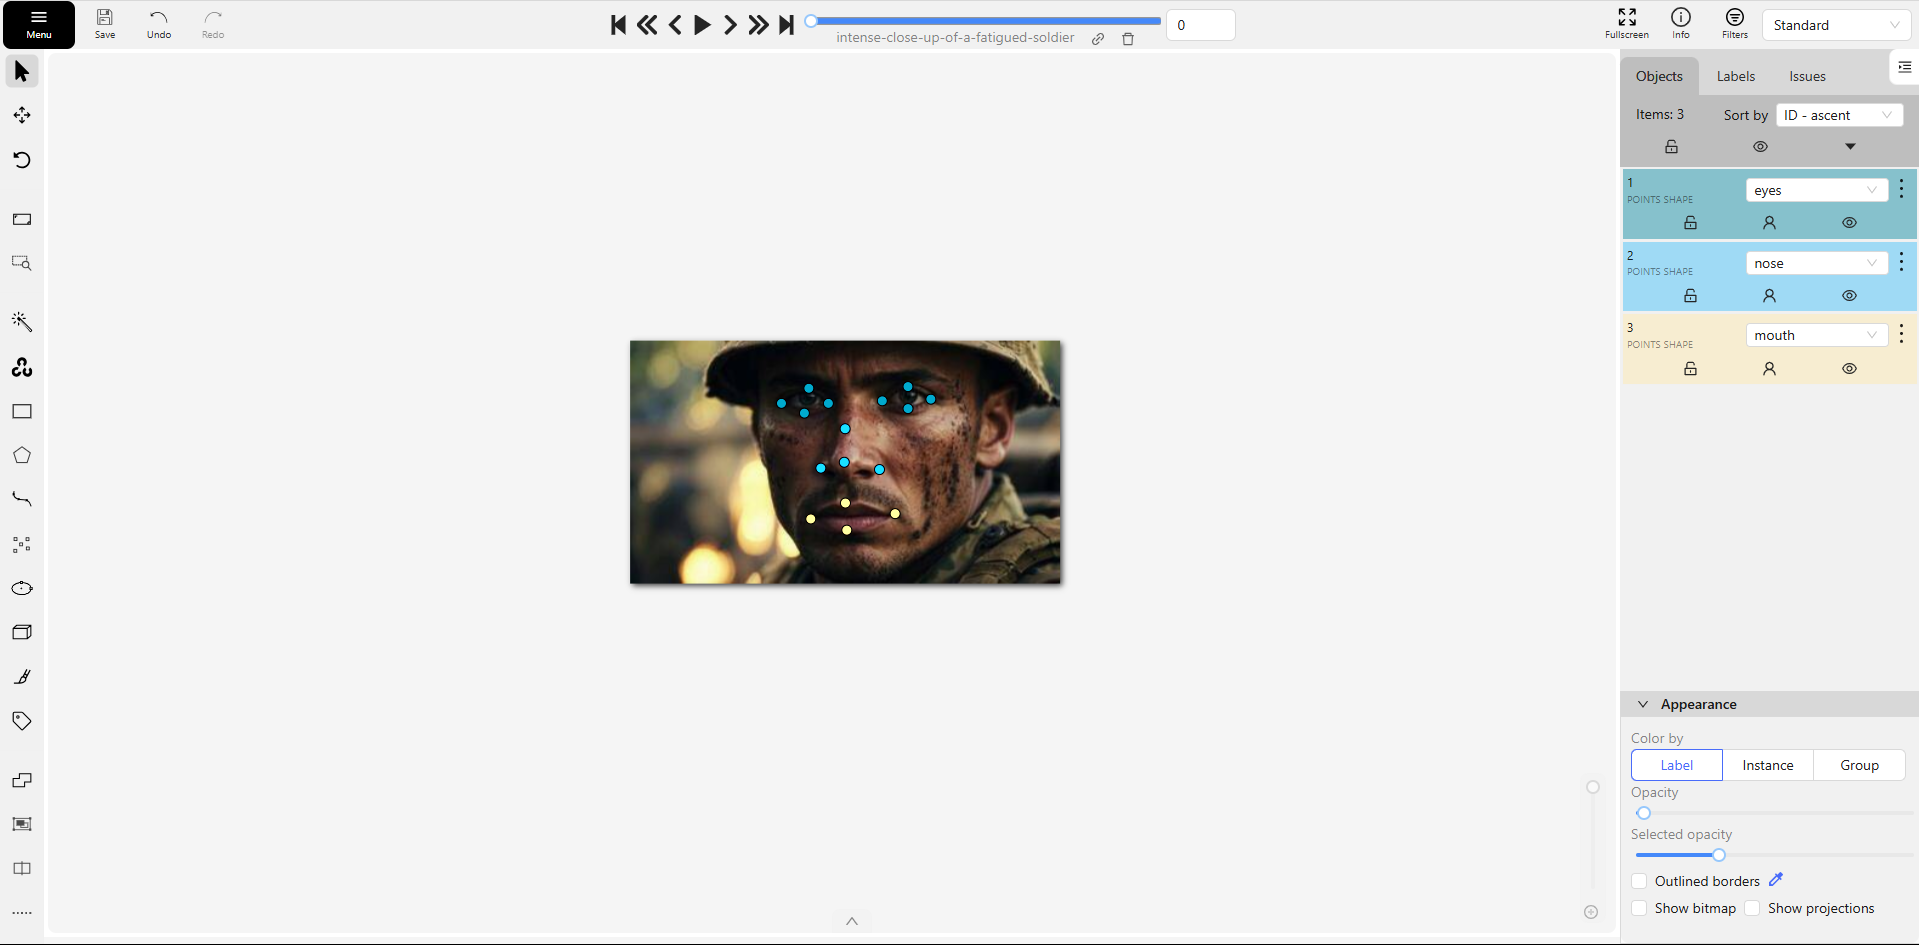 Menu
Save
Undo
Redo
intense-close-up-of-a-fatigued-soldier
0
Fullscreen
Info
Filters
Standard
Objects
Labels
Issues
Items: 3
Sort by
ID - ascent
1
POINTS SHAPE
eyes
2
POINTS SHAPE
nose
3
POINTS SHAPE
mouth
Appearance
Color by
Label
Instance
Group
Opacity
Selected opacity
Outlined borders
Show bitmap
Show projections